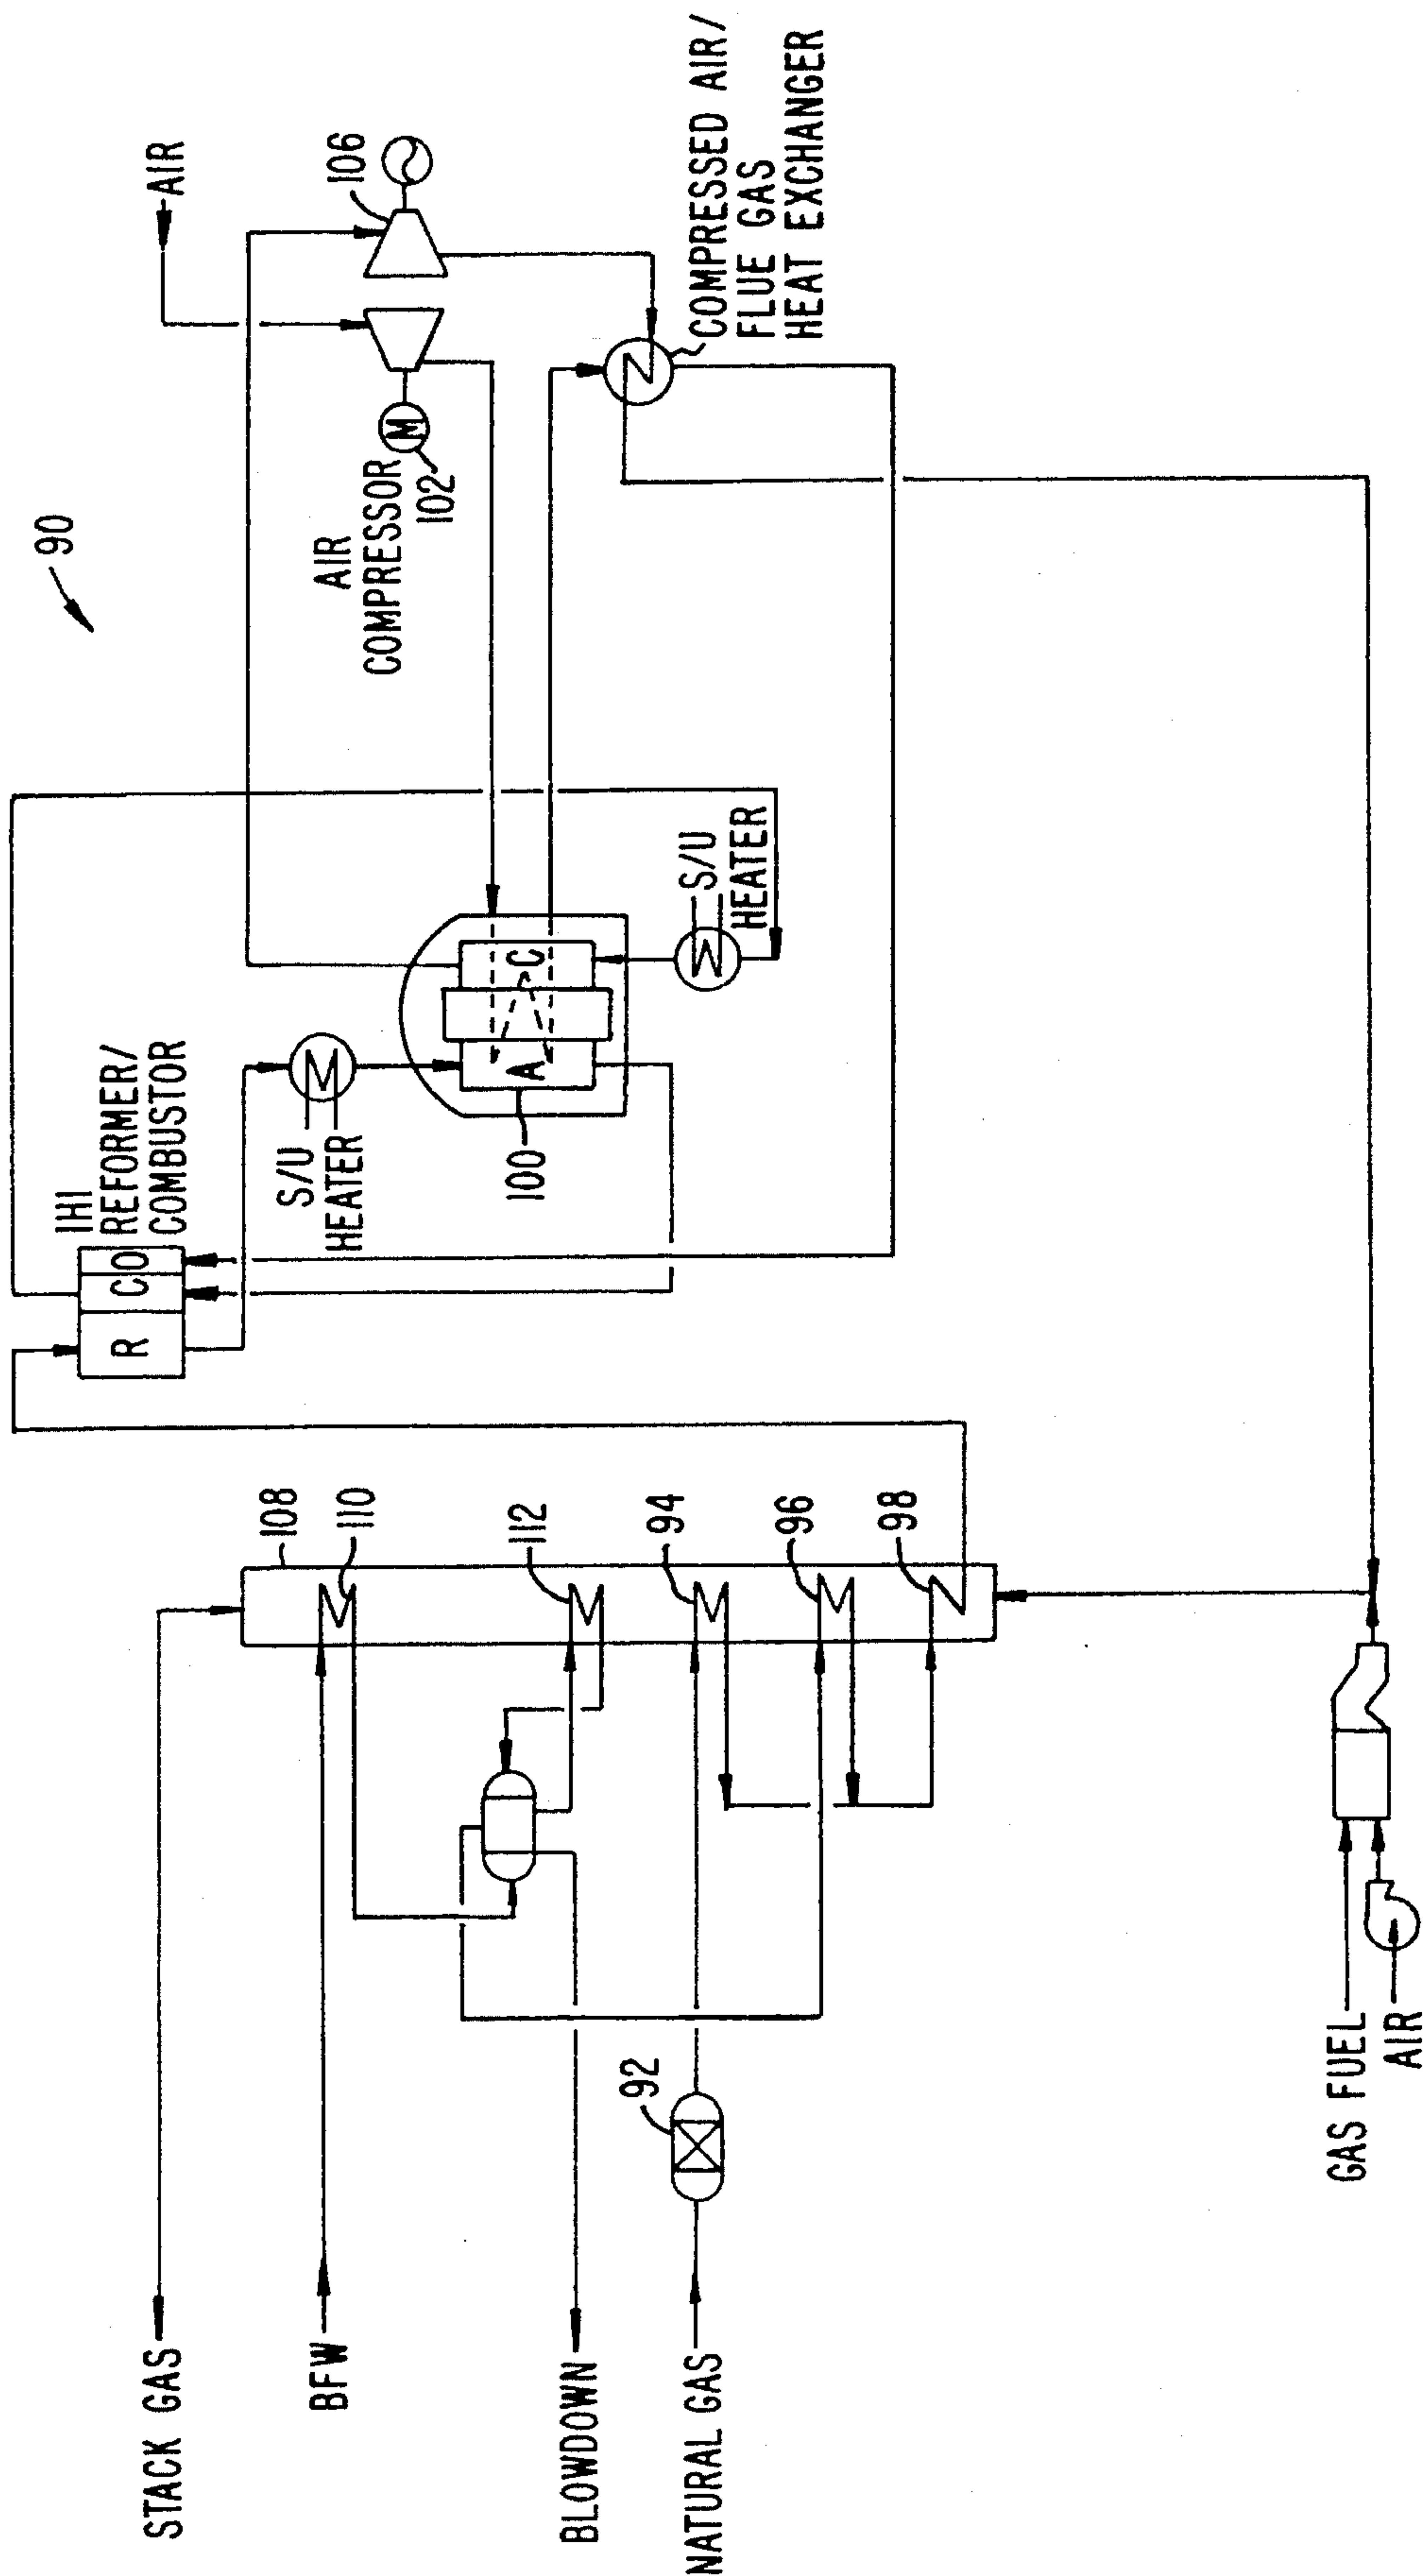 90
AIR
106
AIR
COMPRESSOR
102
M
COMPRESSED AIR/
FLUE GAS
HEAT EXCHANGER
IHI
REFORMER/
COMBUSTOR
R
CO
S/U
HEATER
A
C
100
S/U
HEATER
108
110
112
94
96
98
STACK GAS
BFW
BLOWDOWN
92
NATURAL GAS
GAS FUEL
AIR